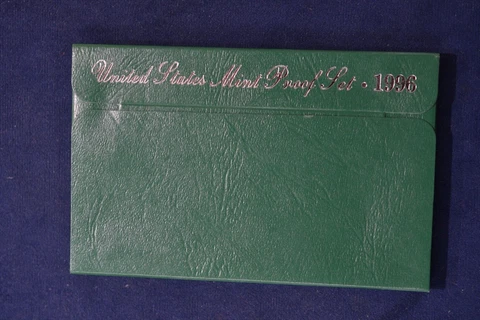 United States Mint Proof Set • 1996